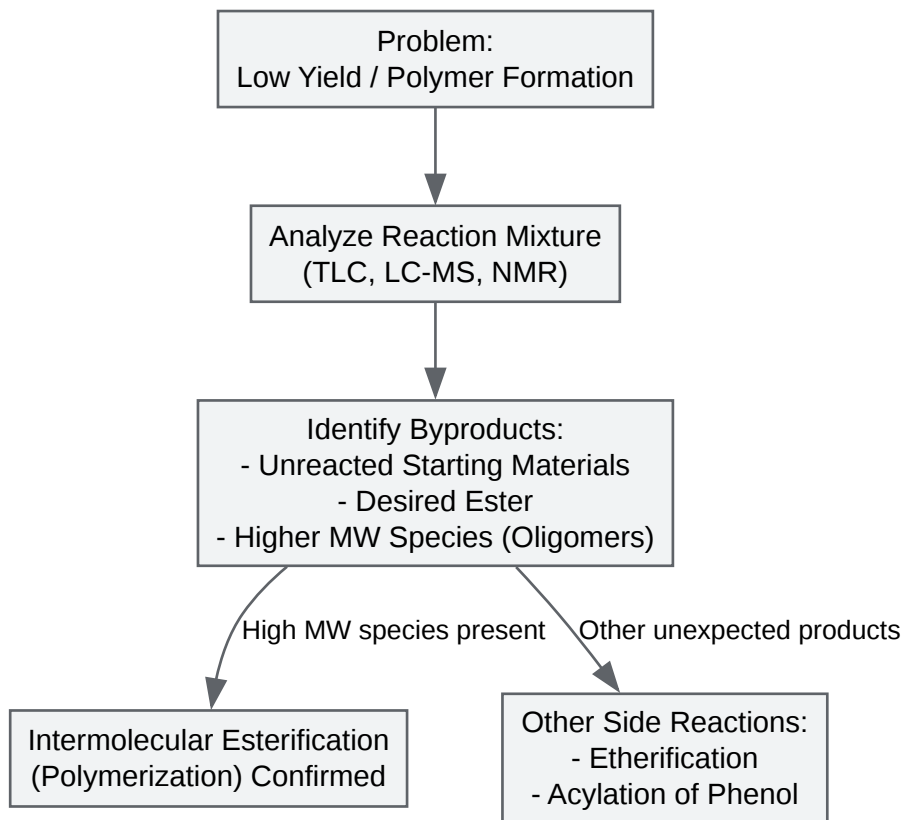 Problem:
Low Yield / Polymer Formation
Analyze Reaction Mixture
(TLC, LC-MS, NMR)
Identify Byproducts:
- Unreacted Starting Materials
- Desired Ester
- Higher MW Species (Oligomers)
High MW species present
Other unexpected products
Intermolecular Esterification
(Polymerization) Confirmed
Other Side Reactions:
- Etherification
- Acylation of Phenol